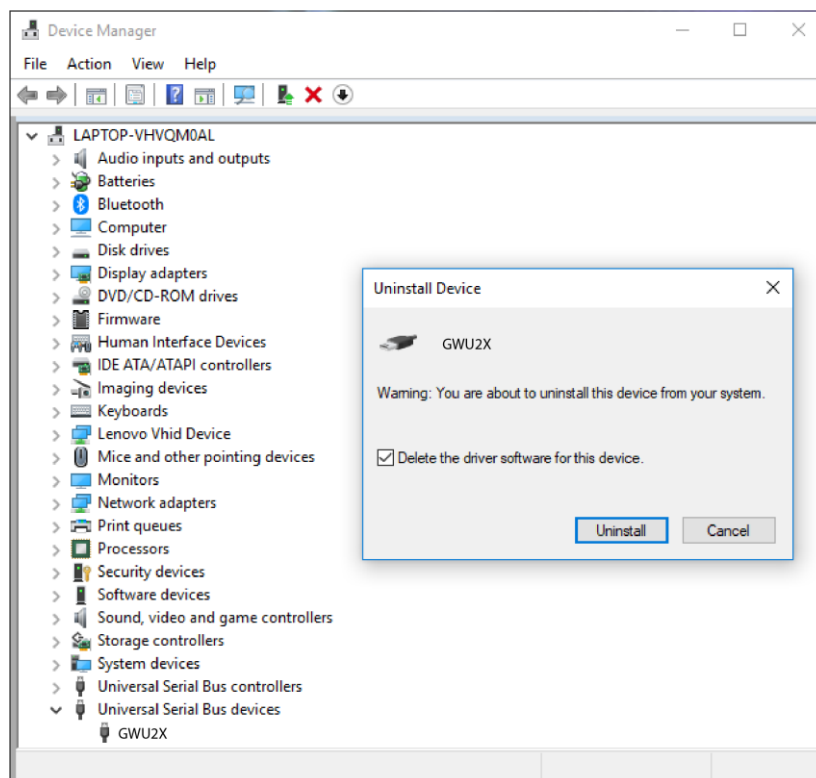 Device Manager
File Action View Help
LAPTOP-VHVQM0AL
Audio inputs and outputs
Batteries
Bluetooth
Computer
Disk drives
Display adapters
DVD/CD-ROM drives
Firmware
Human Interface Devices
IDE ATA/ATAPI controllers
Imaging devices
Keyboards
Lenovo Vhid Device
Mice and other pointing devices
Monitors
Network adapters
Print queues
Processors
Security devices
Software devices
Sound, video and game controllers
Storage controllers
System devices
Universal Serial Bus controllers
Universal Serial Bus devices
GWU2X
Uninstall Device
GWU2X
Warning: You are about to uninstall this device from your system.
Delete the driver software for this device.
Uninstall Cancel